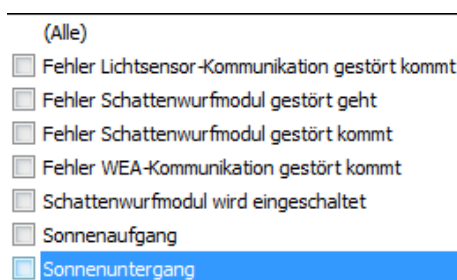 (Alle)
Fehler Lichtsensor-Kommunikation gestört kommt
Fehler Schattenwurfmodul gestört geht
Fehler Schattenwurfmodul gestört kommt
Fehler WEA-Kommunikation gestört kommt
Schattenwurfmodul wird eingeschaltet
Sonnenaufgang
Sonnenuntergang